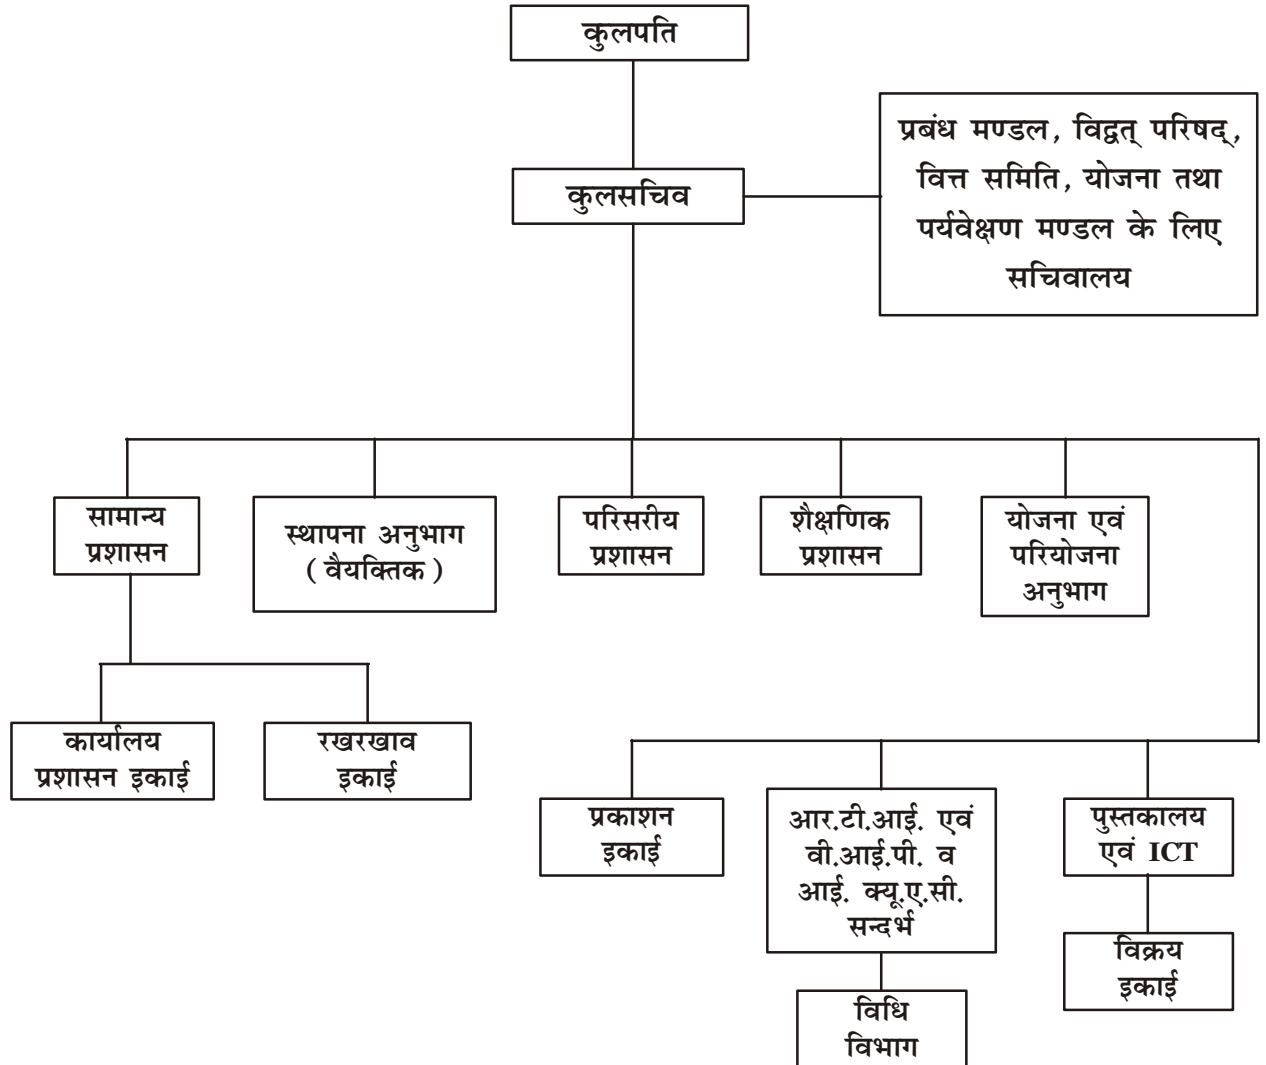 कुलपति
प्रबंध मण्डल, विद्वत् परिषद्,
वित्त समिति, योजना तथा
पर्यवेक्षण मण्डल के लिए
सचिवालय
कुलसचिव
सामान्य
प्रशासन
स्थापना अनुभाग
( वैयक्तिक )
परिसरीय
प्रशासन
शैक्षणिक
प्रशासन
योजना एवं
परियोजना
अनुभाग
कार्यालय
प्रशासन इकाई
रखरखाव
इकाई
प्रकाशन
इकाई
आर.टी.आई. एवं
वी.आई.पी. व
आई. क्यू.ए.सी.
सन्दर्भ
पुस्तकालय
एवं ICT
विक्रय
इकाई
विधि
विभाग